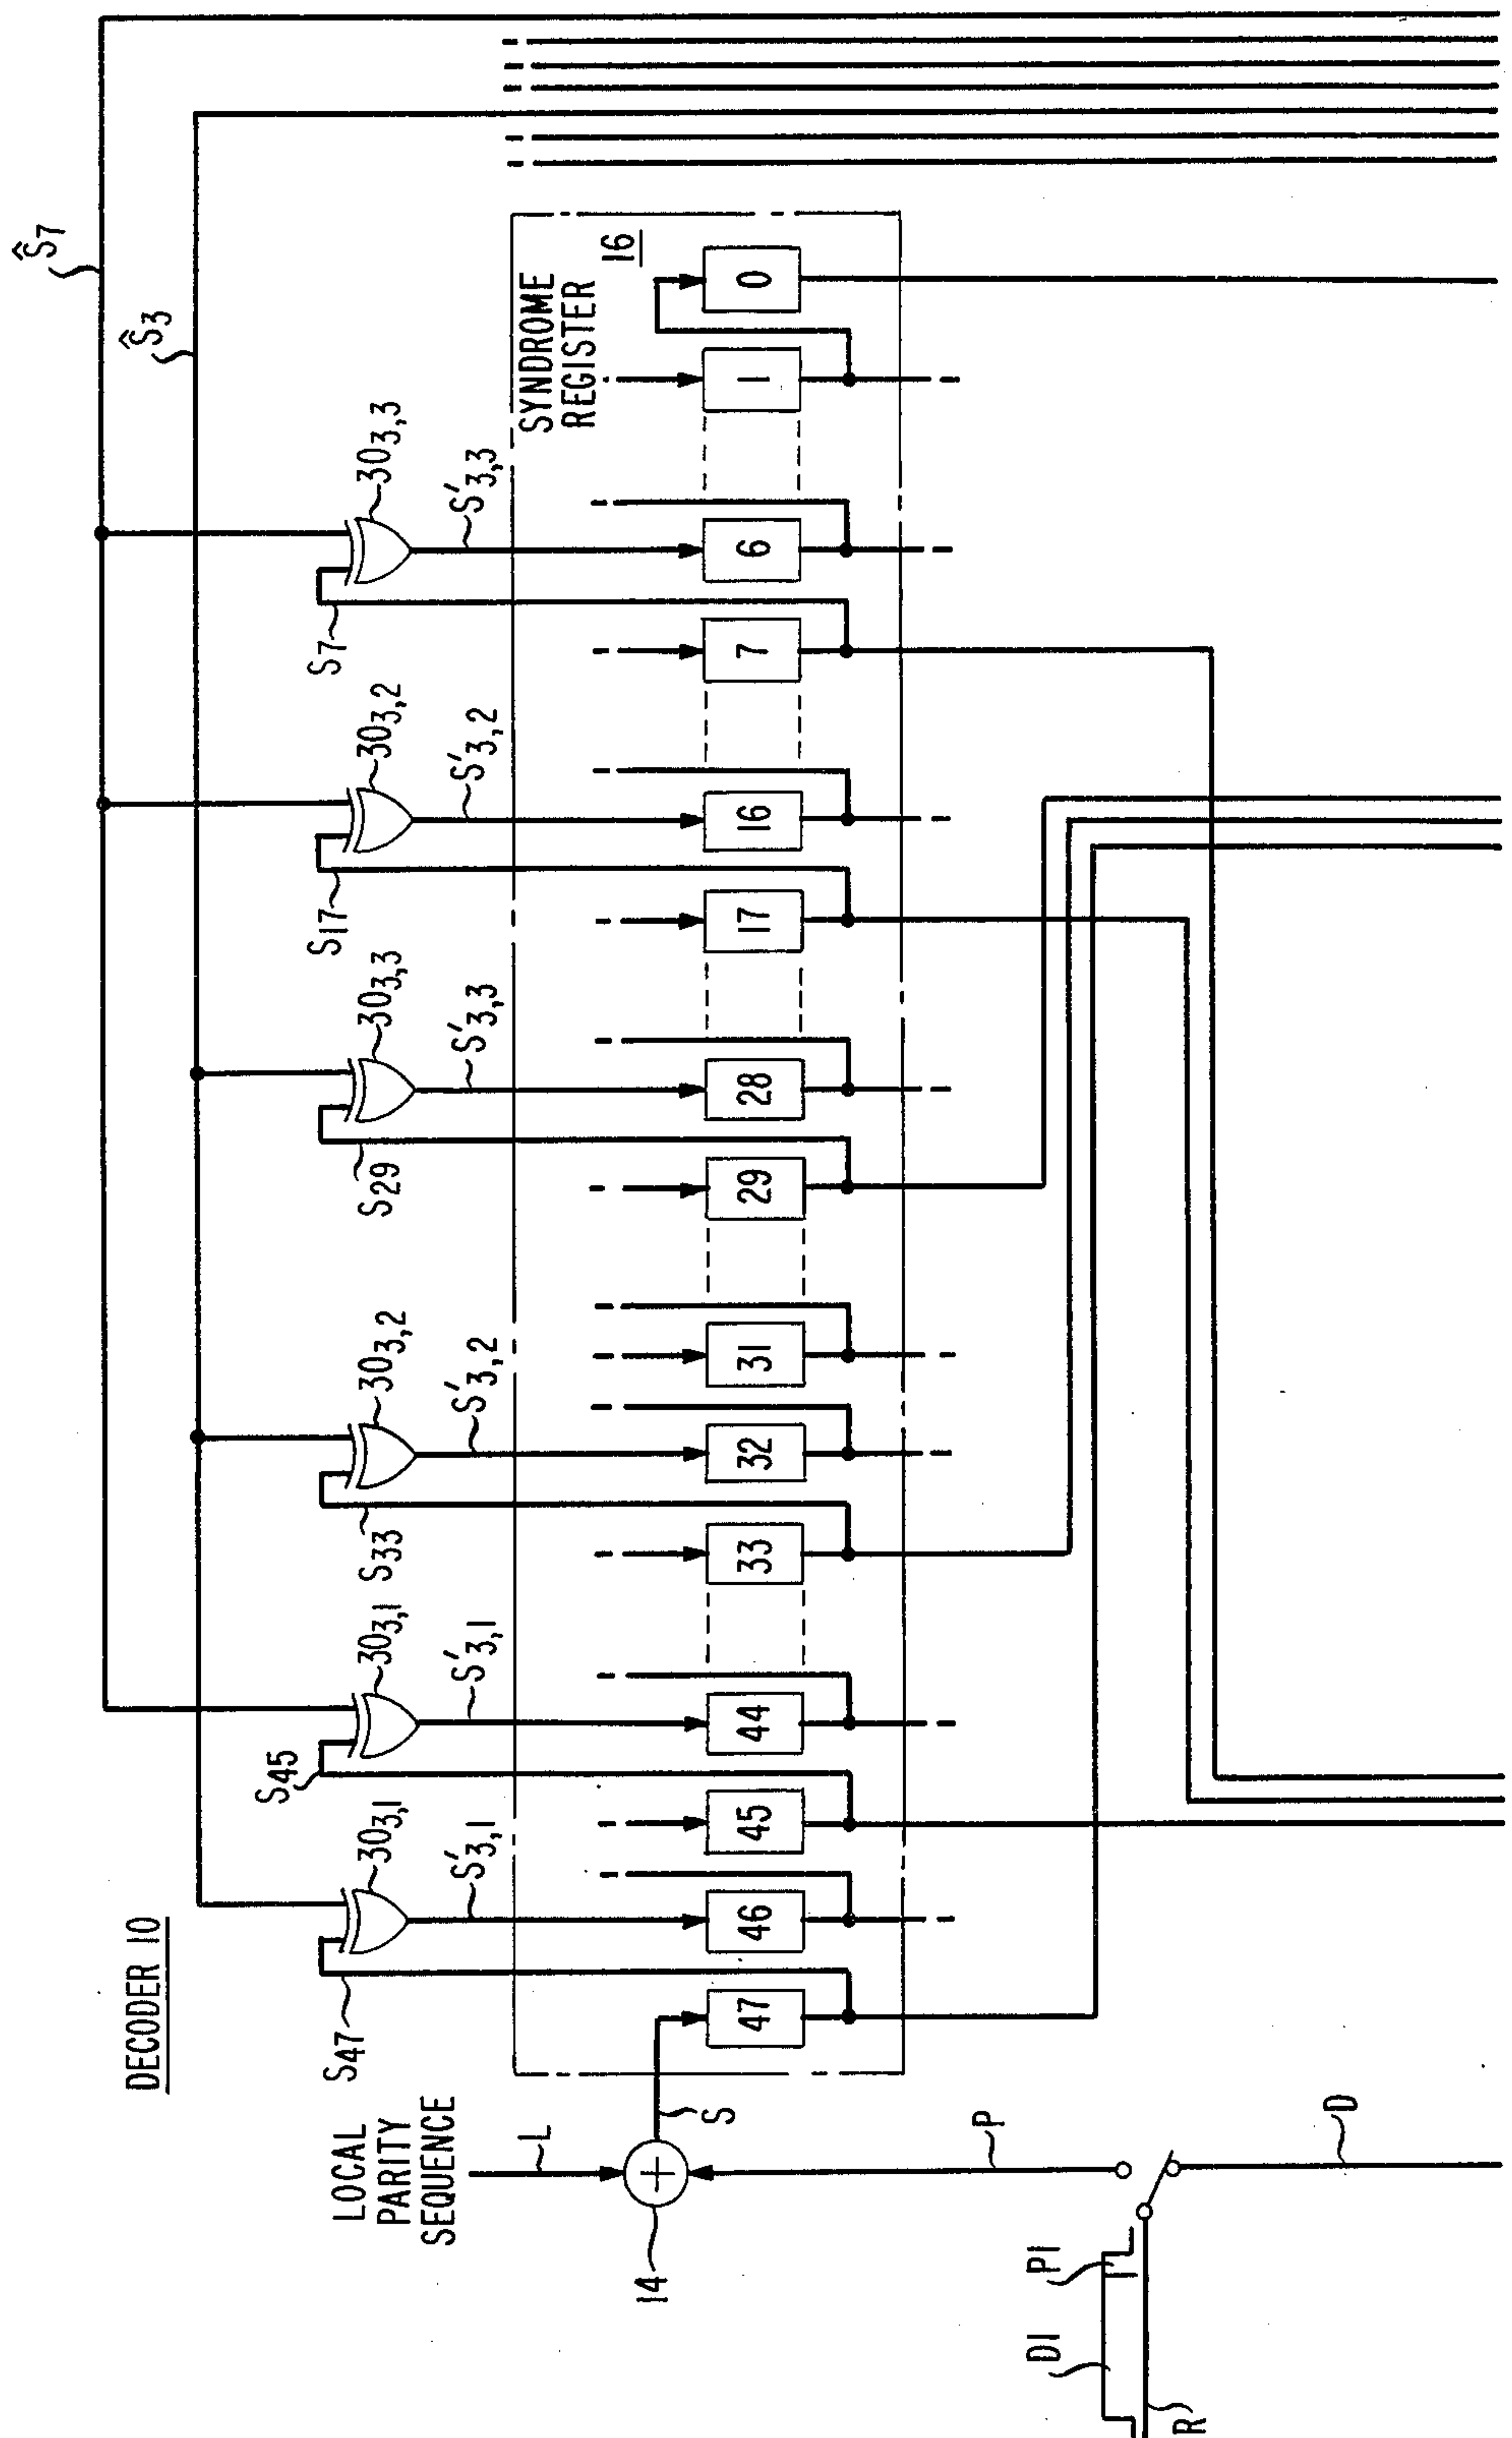 DECODER 10
Ŝ7
Ŝ3
S47
303,1
S'3,1
S45
303,1
S'3,1
S33
303,2
S'3,2
S29
303,3
S'3,3
S17
303,2
S'3,2
S7
303,3
S'3,3
SYNDROME
REGISTER
16
47
46
45
44
33
32
31
29
28
17
16
7
6
1
0
LOCAL
PARITY
SEQUENCE
L
14
S
P
D
D1
P1
R